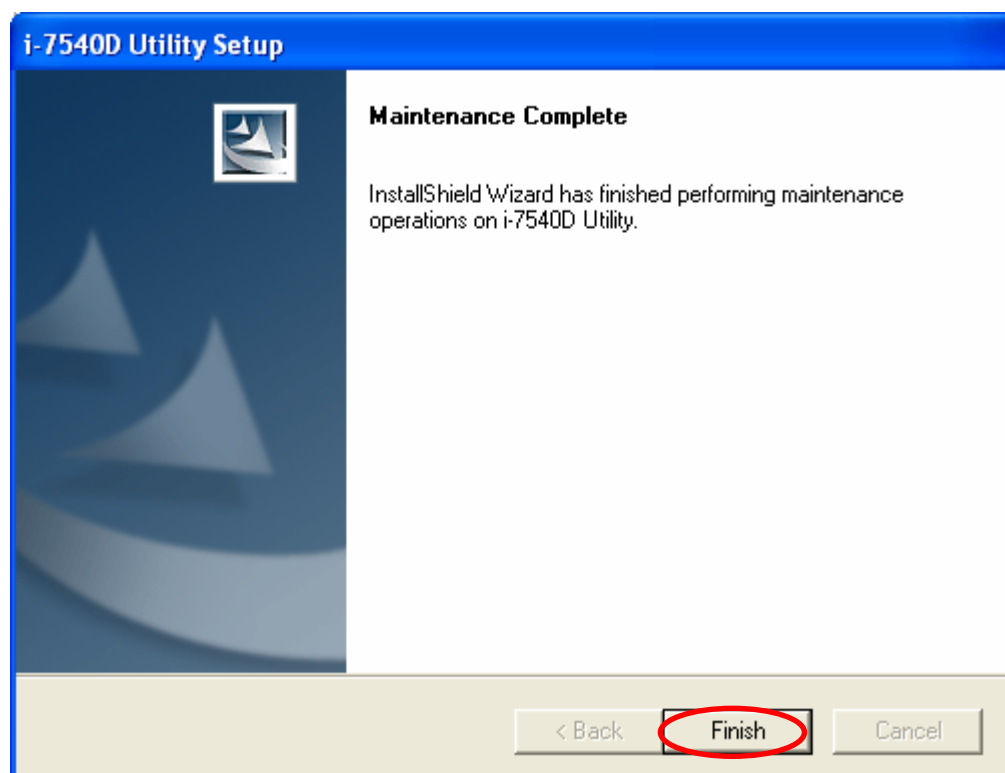 i-7540D Utility Setup
Maintenance Complete
InstallShield Wizard has finished performing maintenance
operations on i-7540D Utility.
< Back Finish Cancel